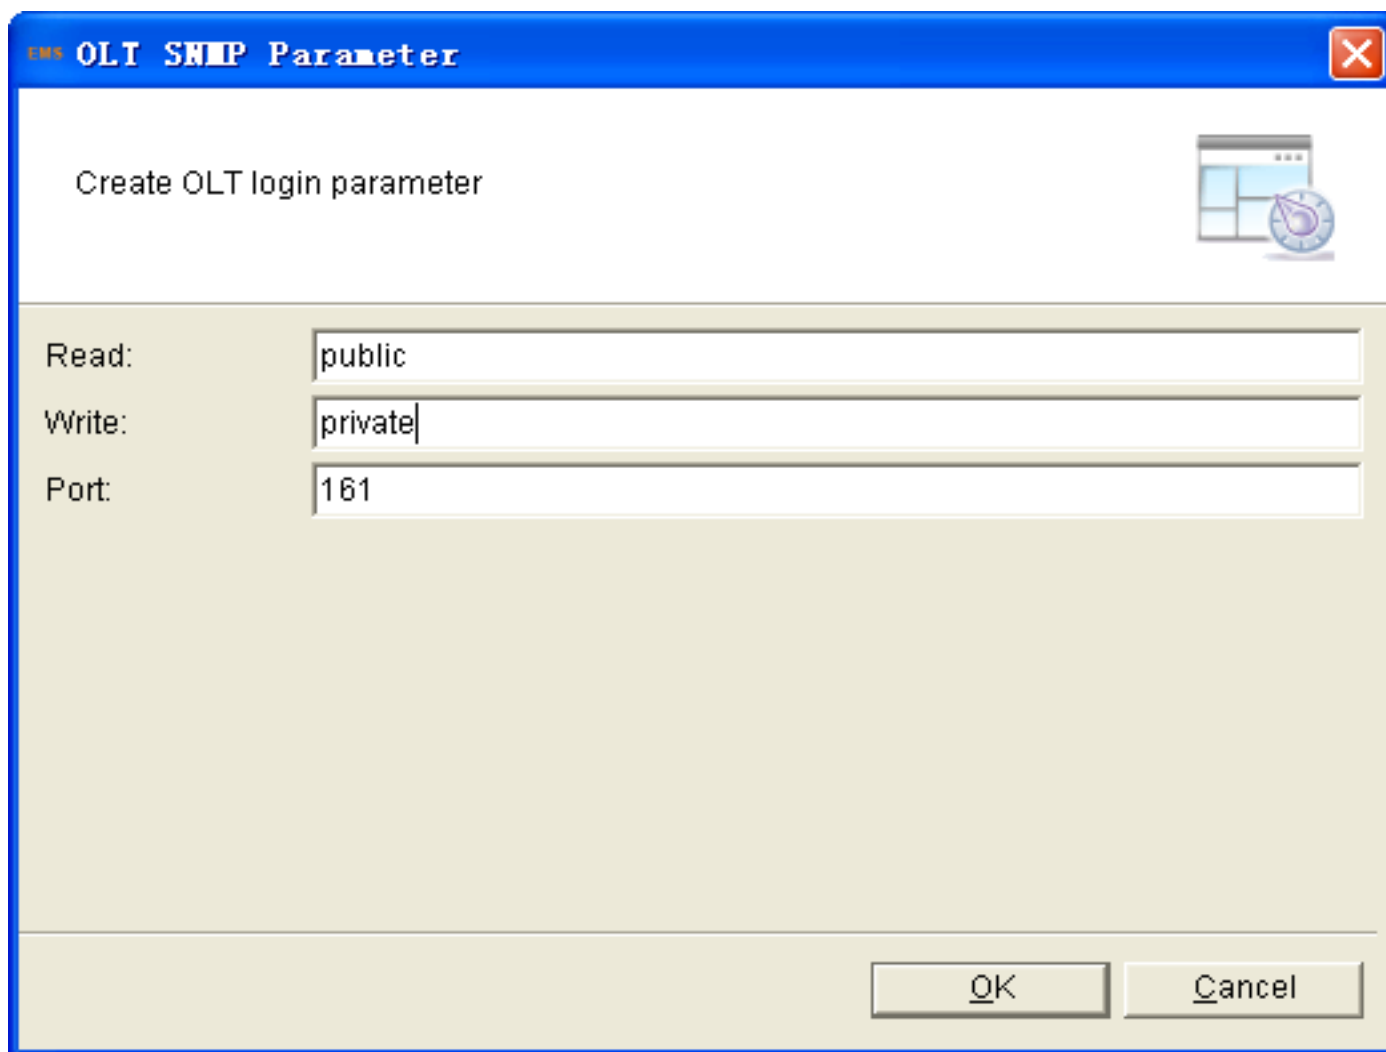 EMS OLT SNMP Parameter
Create OLT login parameter
Read: public
Write: private
Port: 161
OK Cancel